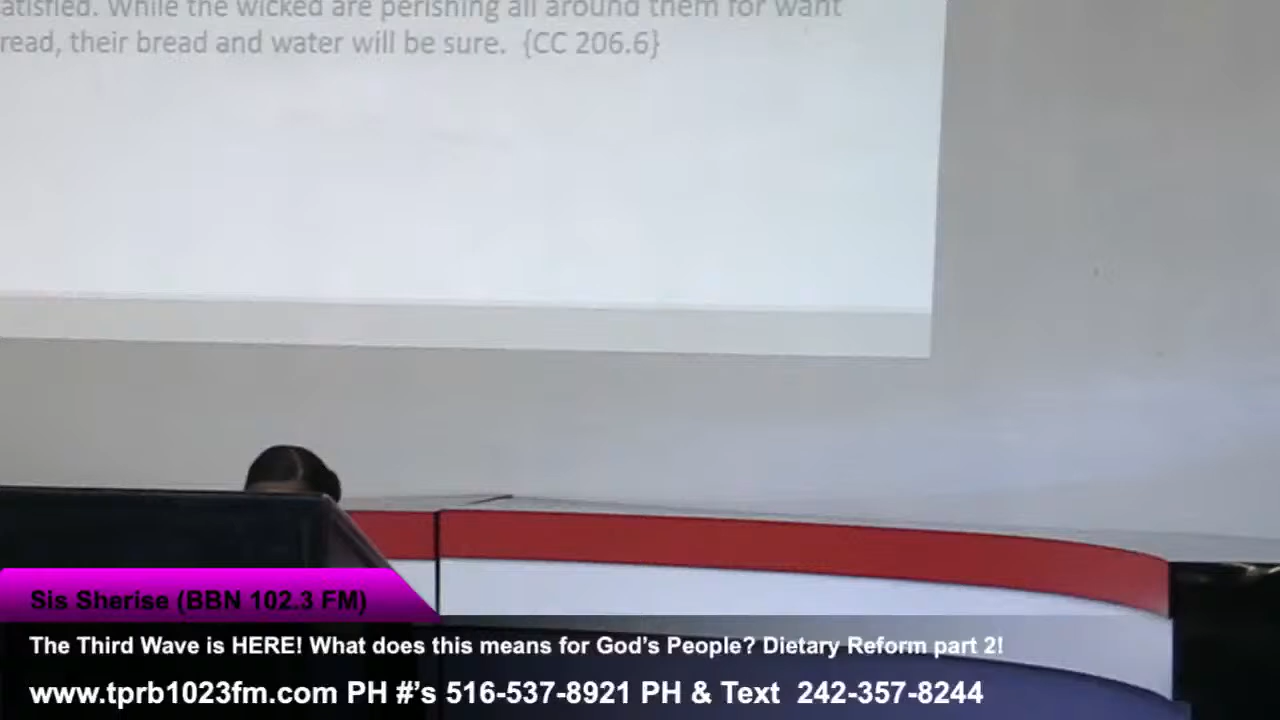 atisfied. While the wicked are perishing all around them for want
read, their bread and water will be sure. {CC 206.6}
Sis Sherise (BBN 102.3 FM)
The Third Wave is HERE! What does this means for God's People? Dietary Reform part 2!
www.tprb1023fm.com PH #'s 516-537-8921 PH & Text 242-357-8244